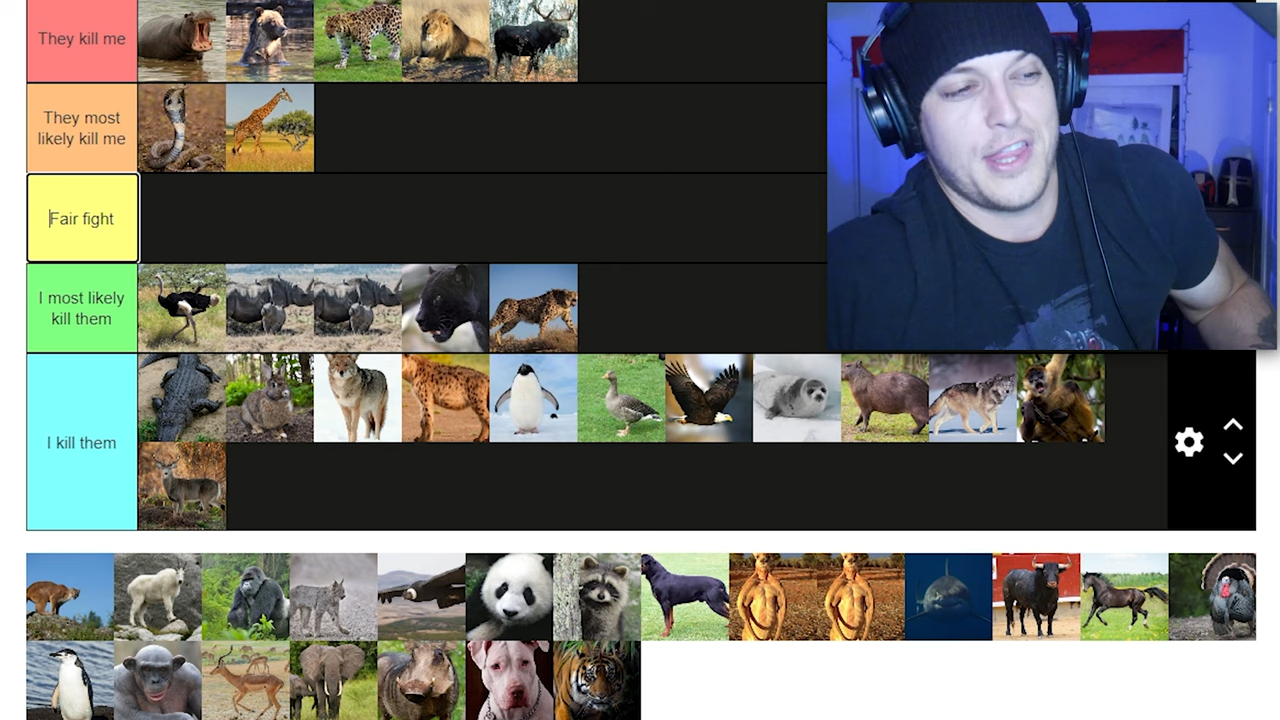 They kill me
They most
likely kill me
Fair fight
I most likely
kill them
I kill them